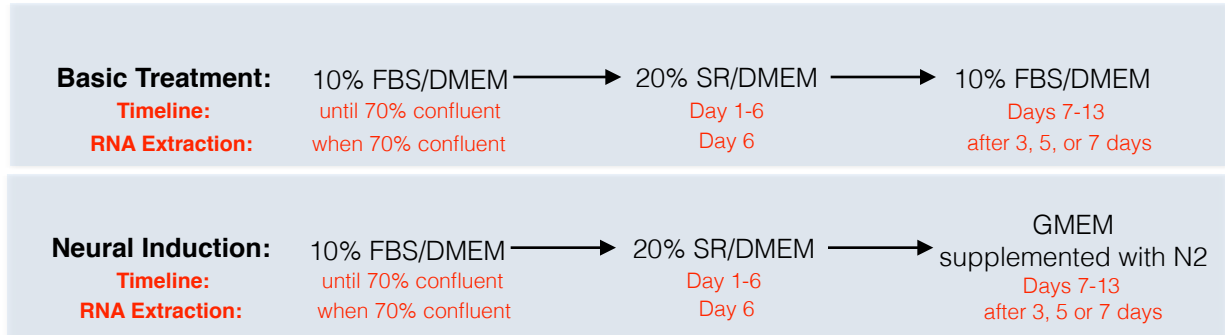 Basic Treatment: 10% FBS/DMEM 20% SR/DMEM 10% FBS/DMEM
Timeline: until 70% confluent Day 1-6 Days 7-13
RNA Extraction: when 70% confluent Day 6 after 3, 5, or 7 days
GMEM
Neural Induction: 10% FBS/DMEM 20% SR/DMEM supplemented with N2
Timeline: until 70% confluent Day 1-6 Days 7-13
RNA Extraction: when 70% confluent Day 6 after 3, 5 or 7 days